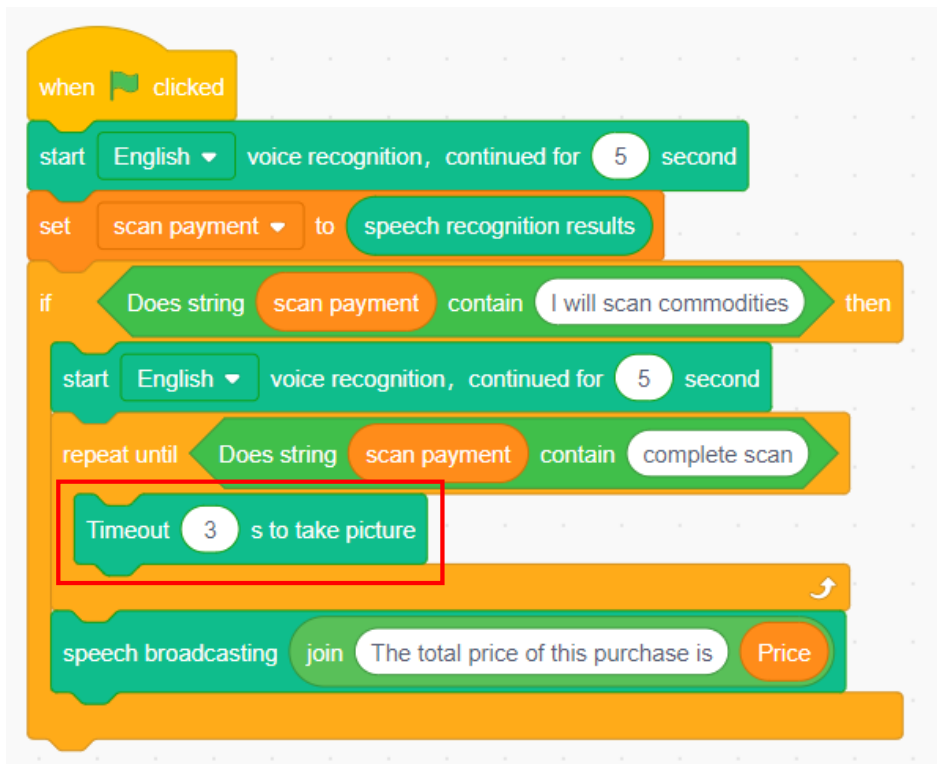 when clicked
start English voice recognition, continued for 5 second
set scan payment to speech recognition results
if Does string scan payment contain I will scan commodities then
start English voice recognition, continued for 5 second
repeat until Does string scan payment contain complete scan
Timeout 3 s to take picture
speech broadcasting join The total price of this purchase is Price